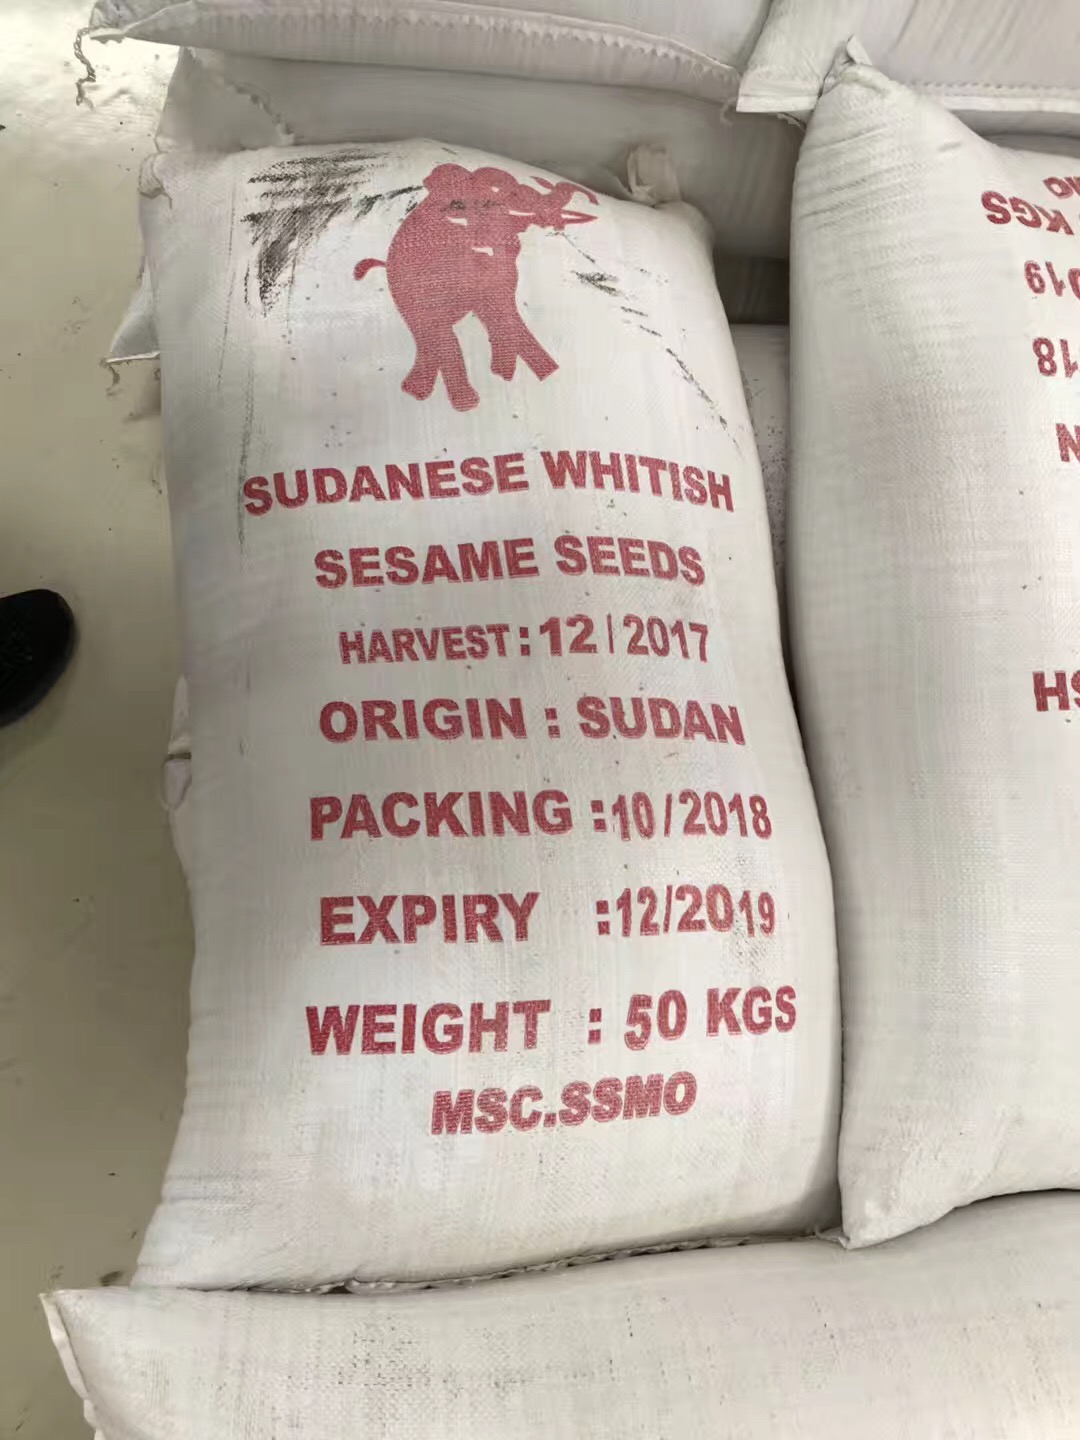 SUDANESE WHITISH
SESAME SEEDS
HARVEST : 12 / 2017
ORIGIN : SUDAN
PACKING :10/2018
EXPIRY :12/2019
WEIGHT : 50 KGS
MSC.SSMO
KGS